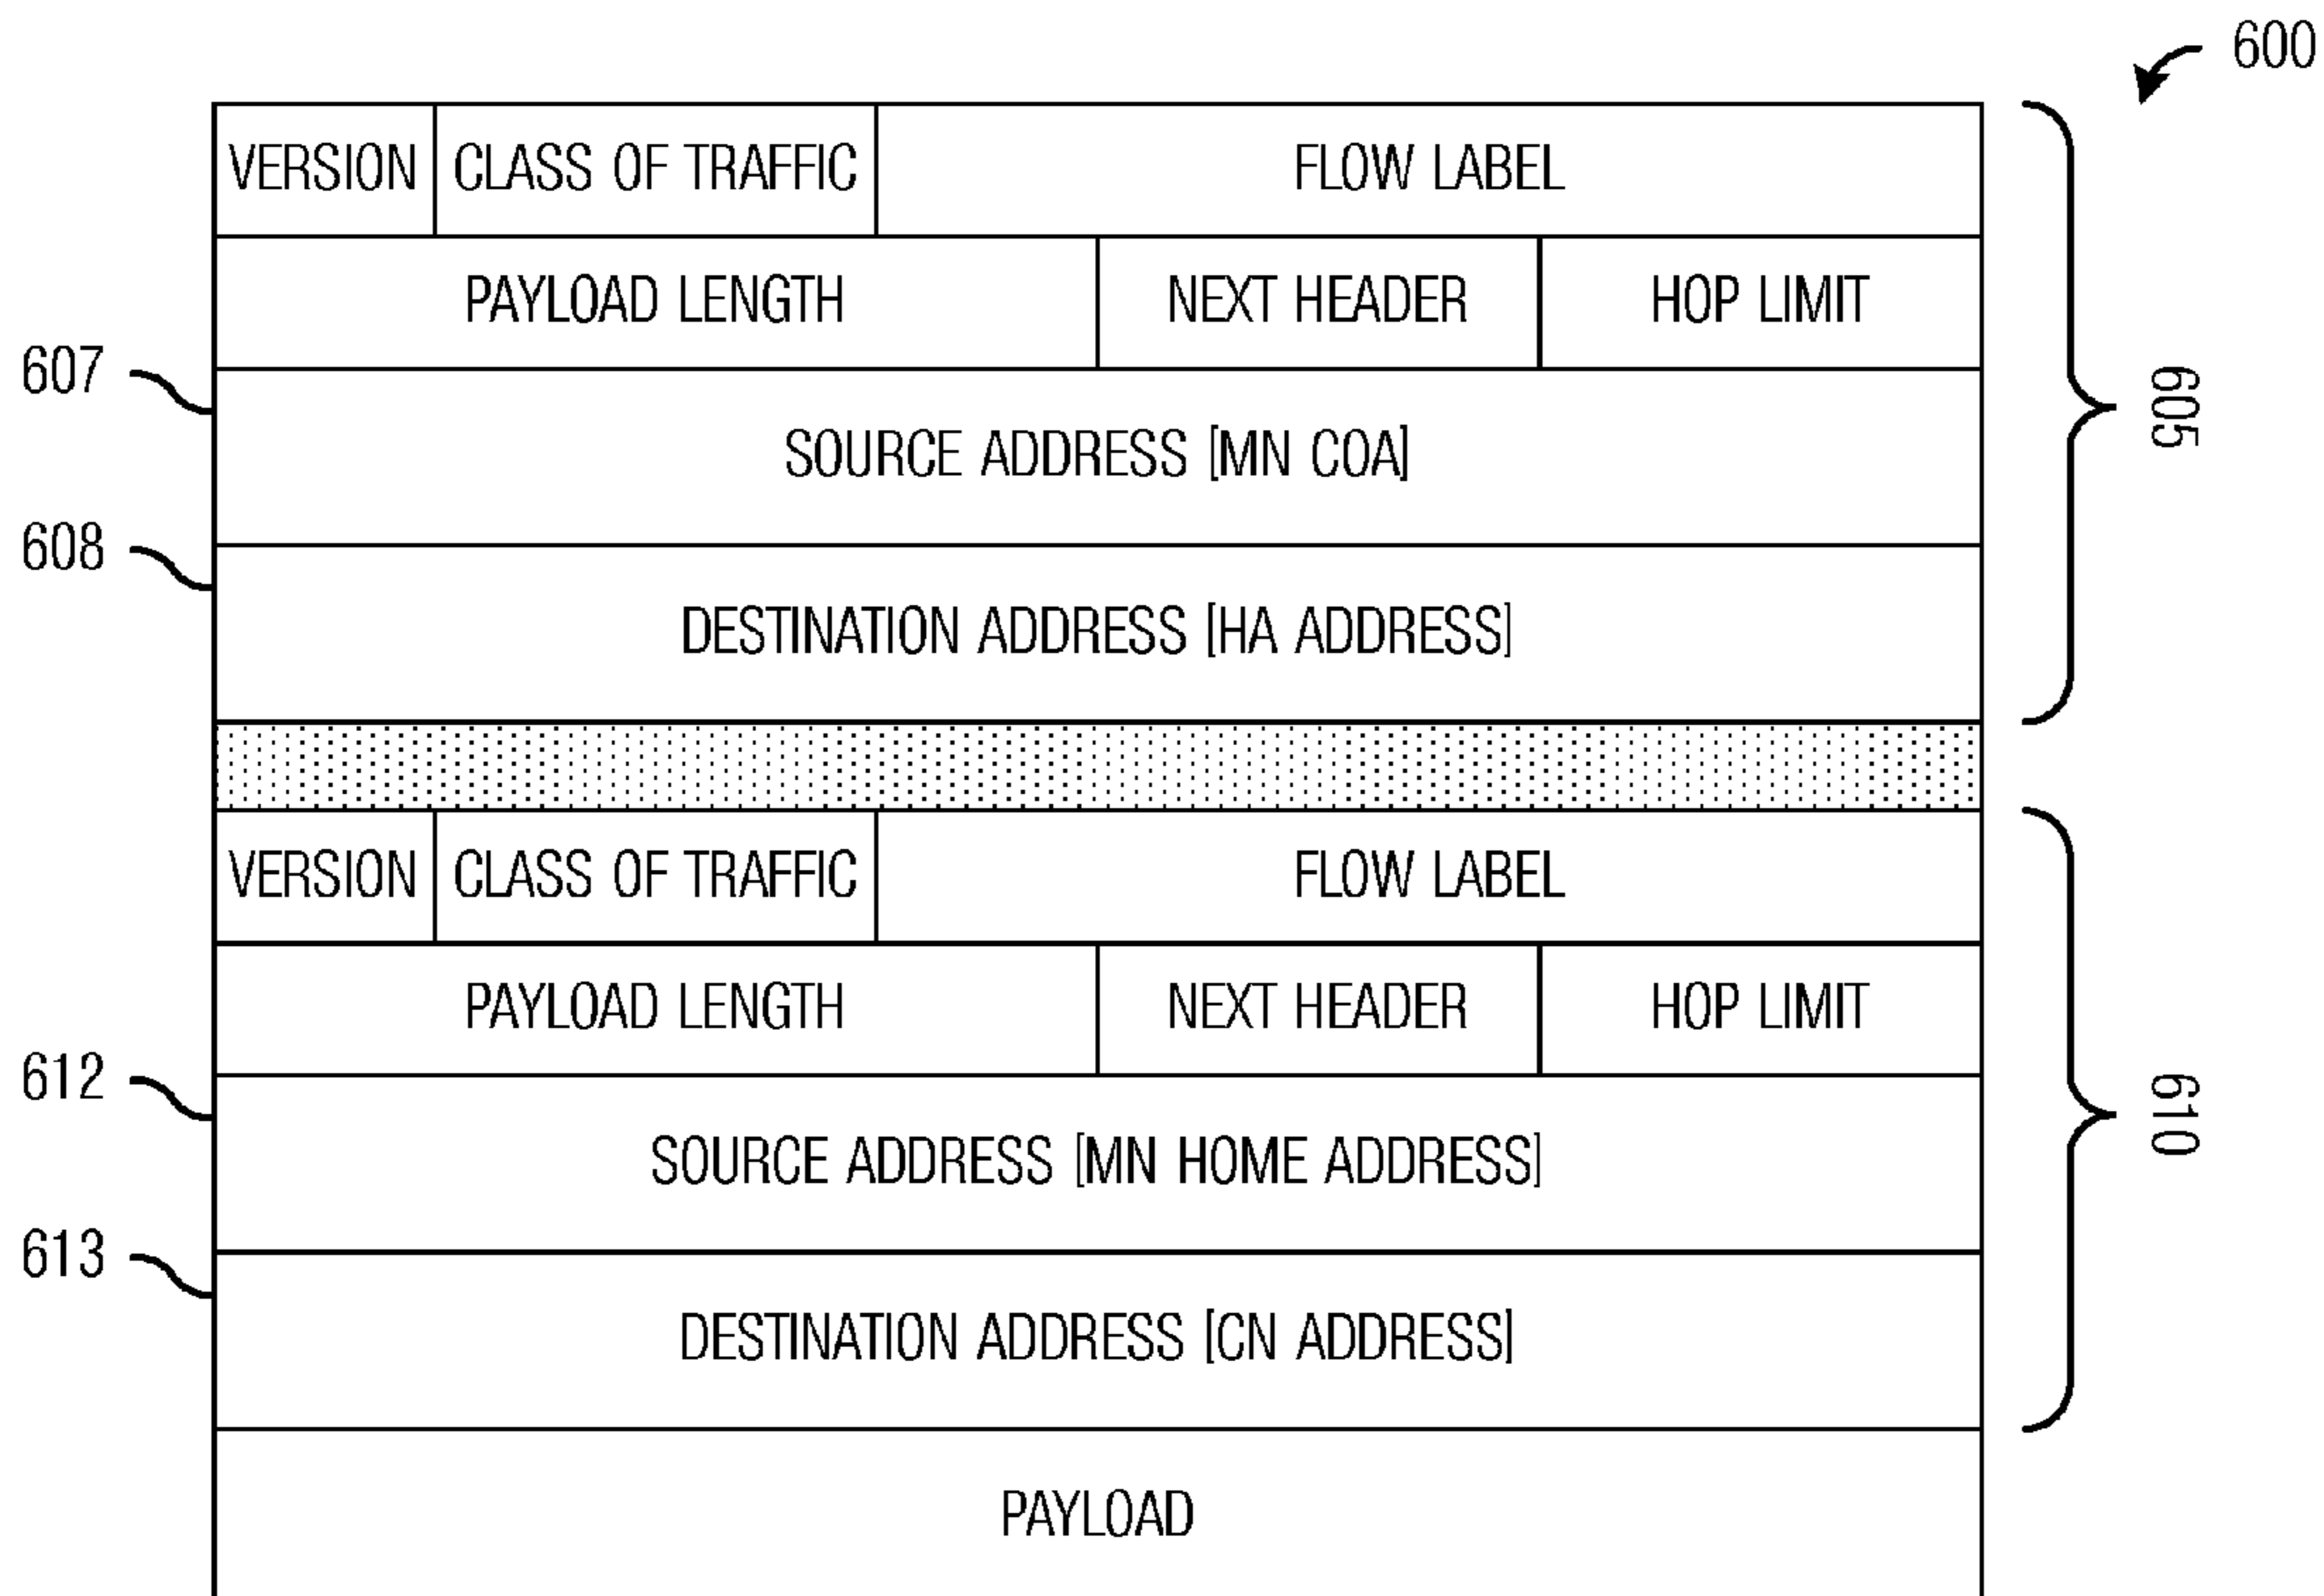 600
VERSION CLASS OF TRAFFIC FLOW LABEL
PAYLOAD LENGTH NEXT HEADER HOP LIMIT
607
SOURCE ADDRESS [MN COA]
605
608
DESTINATION ADDRESS [HA ADDRESS]
VERSION CLASS OF TRAFFIC FLOW LABEL
PAYLOAD LENGTH NEXT HEADER HOP LIMIT
612
SOURCE ADDRESS [MN HOME ADDRESS]
610
613
DESTINATION ADDRESS [CN ADDRESS]
PAYLOAD